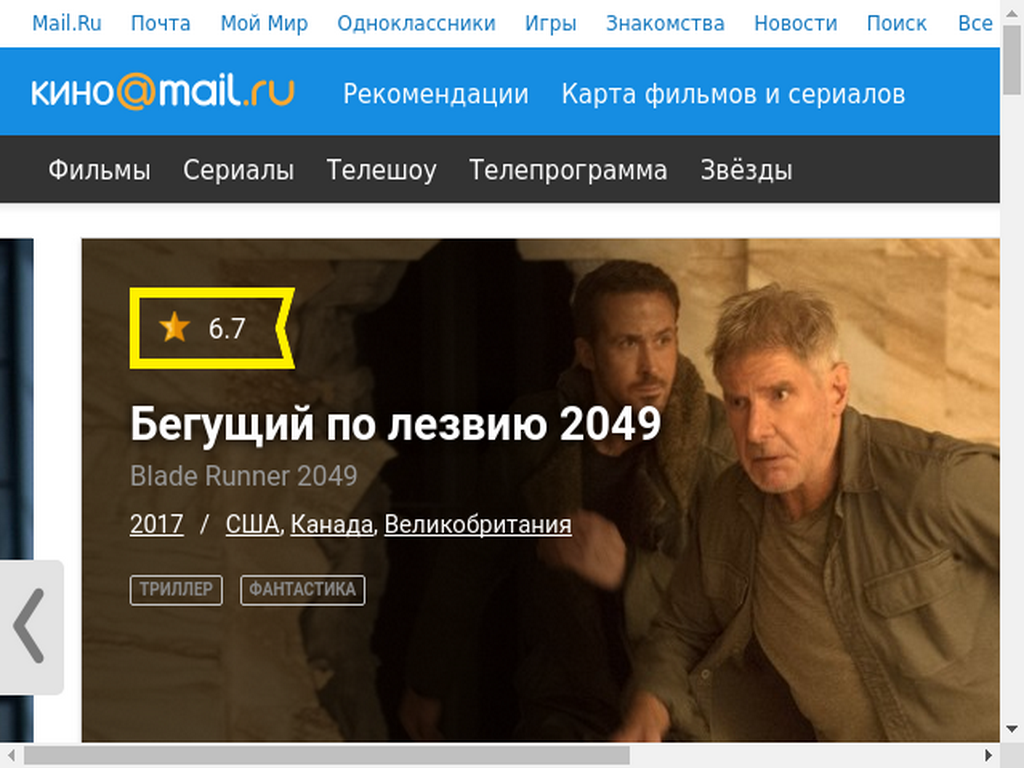 Mail.Ru Почта Мой Мир Одноклассники Игры Знакомства Новости Поиск Все
кино@mail.ru Рекомендации Карта фильмов и сериалов
Фильмы Сериалы Телешоу Телепрограмма Звёзды
6.7
Бегущий по лезвию 2049
Blade Runner 2049
2017 / США, Канада, Великобритания
ТРИЛЛЕР ФАНТАСТИКА